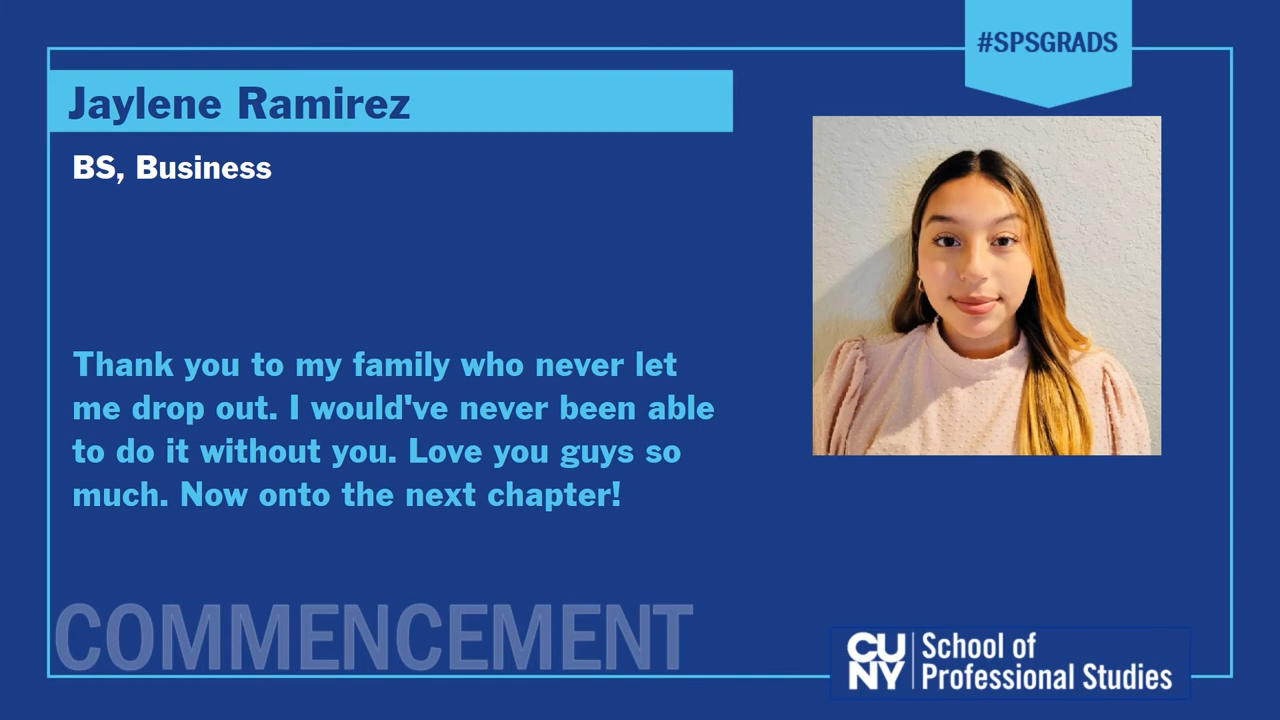 #SPSGRADS
Jaylene Ramirez
BS, Business
Thank you to my family who never let
me drop out. I would've never been able
to do it without you. Love you guys so
much. Now onto the next chapter!
COMMENCEMENT
CU
NY
School of
Professional Studies